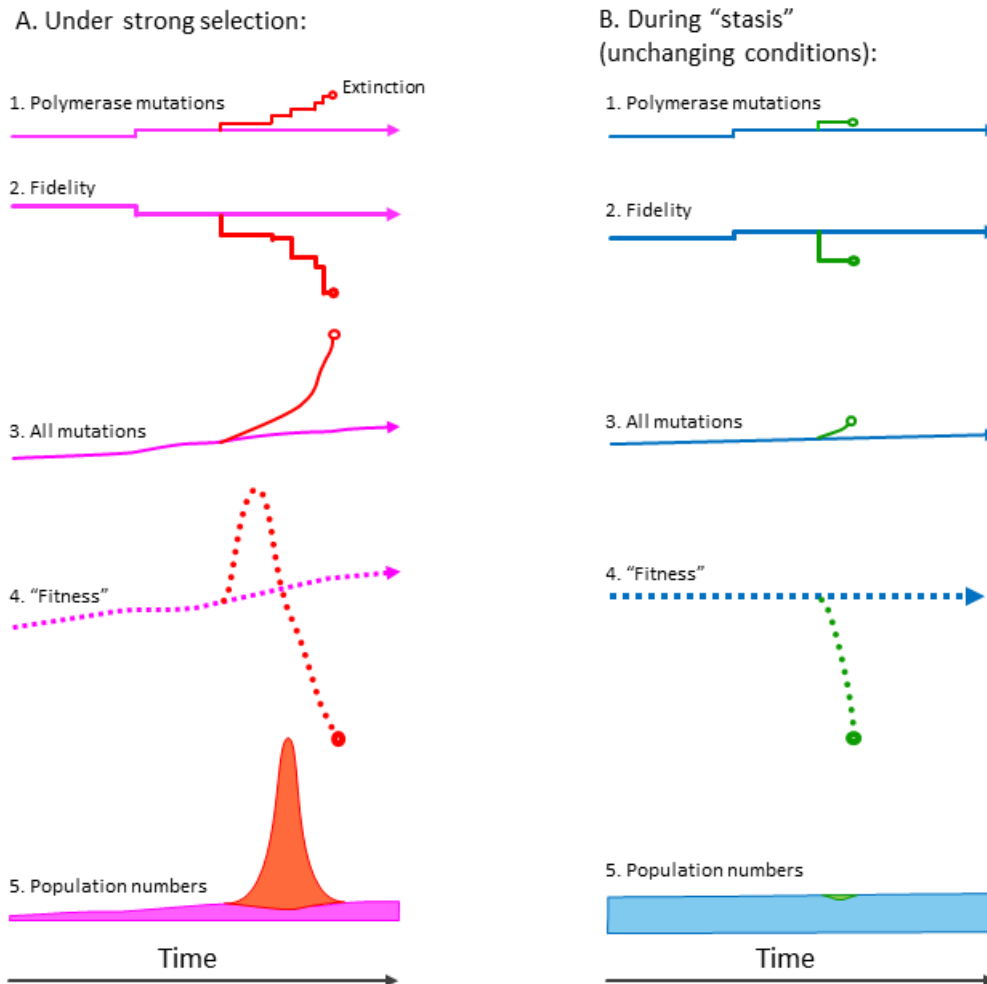 A. Under strong selection:
1. Polymerase mutations
Extinction
2. Fidelity
3. All mutations
4. “Fitness”
5. Population numbers
Time
B. During “stasis”
(unchanging conditions):
1. Polymerase mutations
2. Fidelity
3. All mutations
4. “Fitness”
5. Population numbers
Time